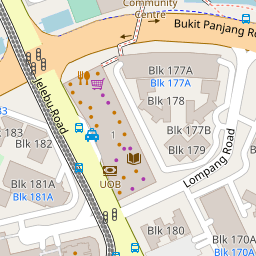 Community
Centre
Bukit Panjang R
Jelebu Road
Blk 177A
Blk 177A
Blk 178
183
Blk 182
1
Blk 177B
Blk 179
Lompang Road
Blk 181A
Blk 181A
UOB
Blk 180
Blk 170A
Blk 170A